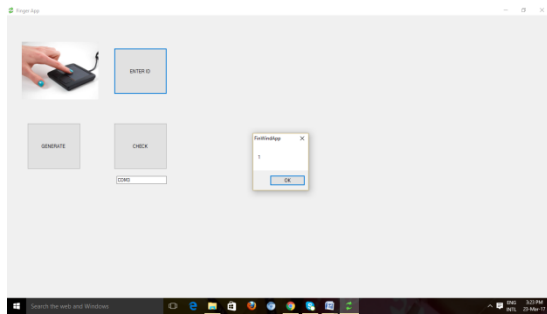 Finger App
ENTER ID
GENERATE
CHECK
COM3
1
OK
Search the web and Windows
ENG
INTL
3:23 PM
23-Mar-17